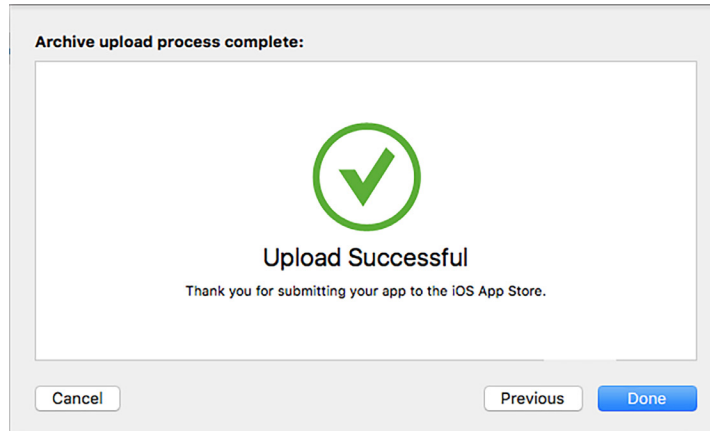 Archive upload process complete:
Upload Successful
Thank you for submitting your app to the iOS App Store.
Cancel
Previous
Done